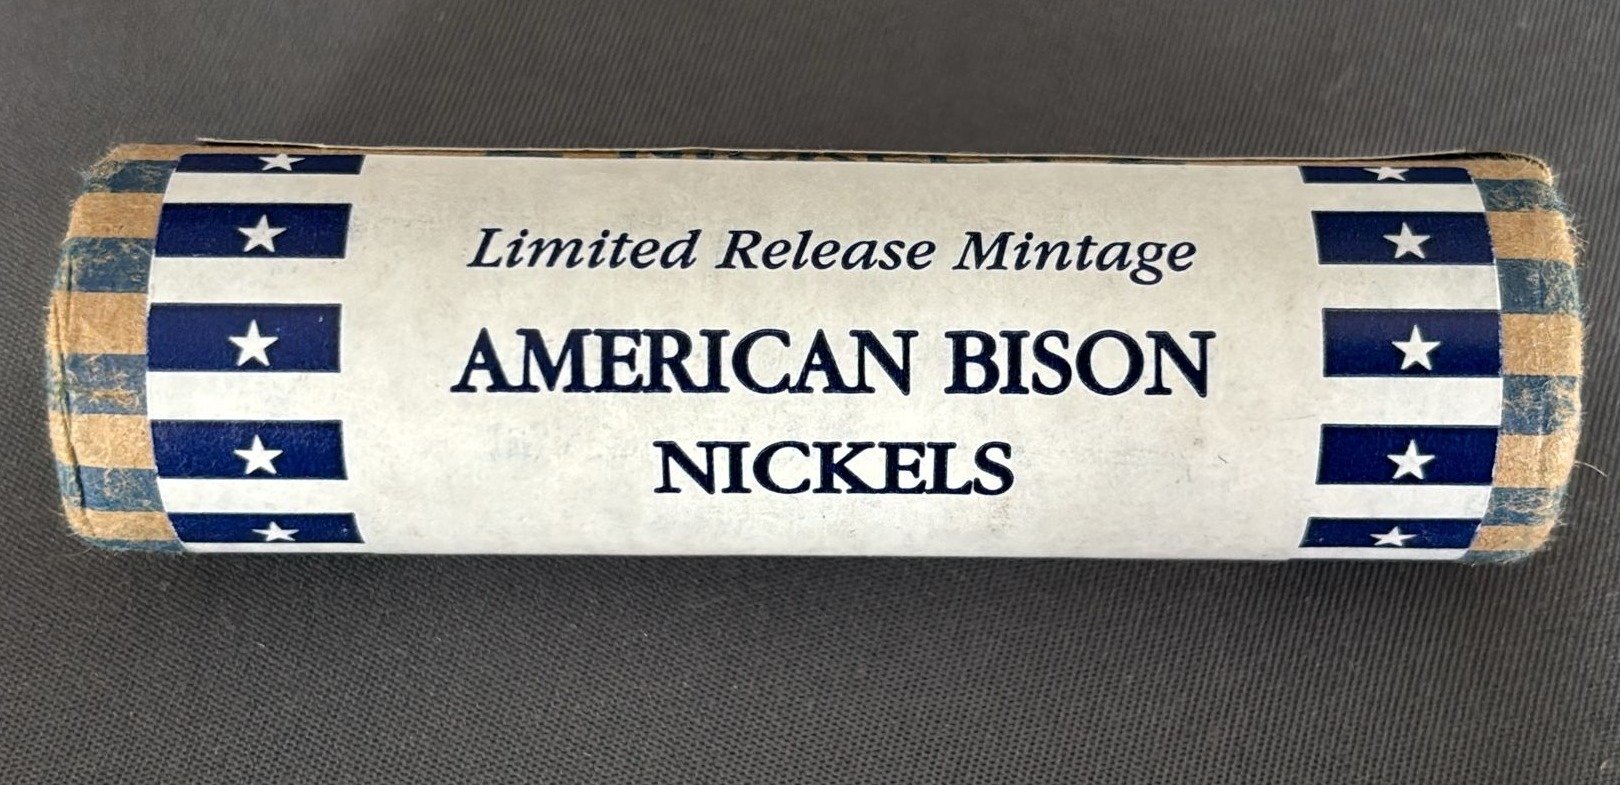 Limited Release Mintage
AMERICAN BISON
NICKELS